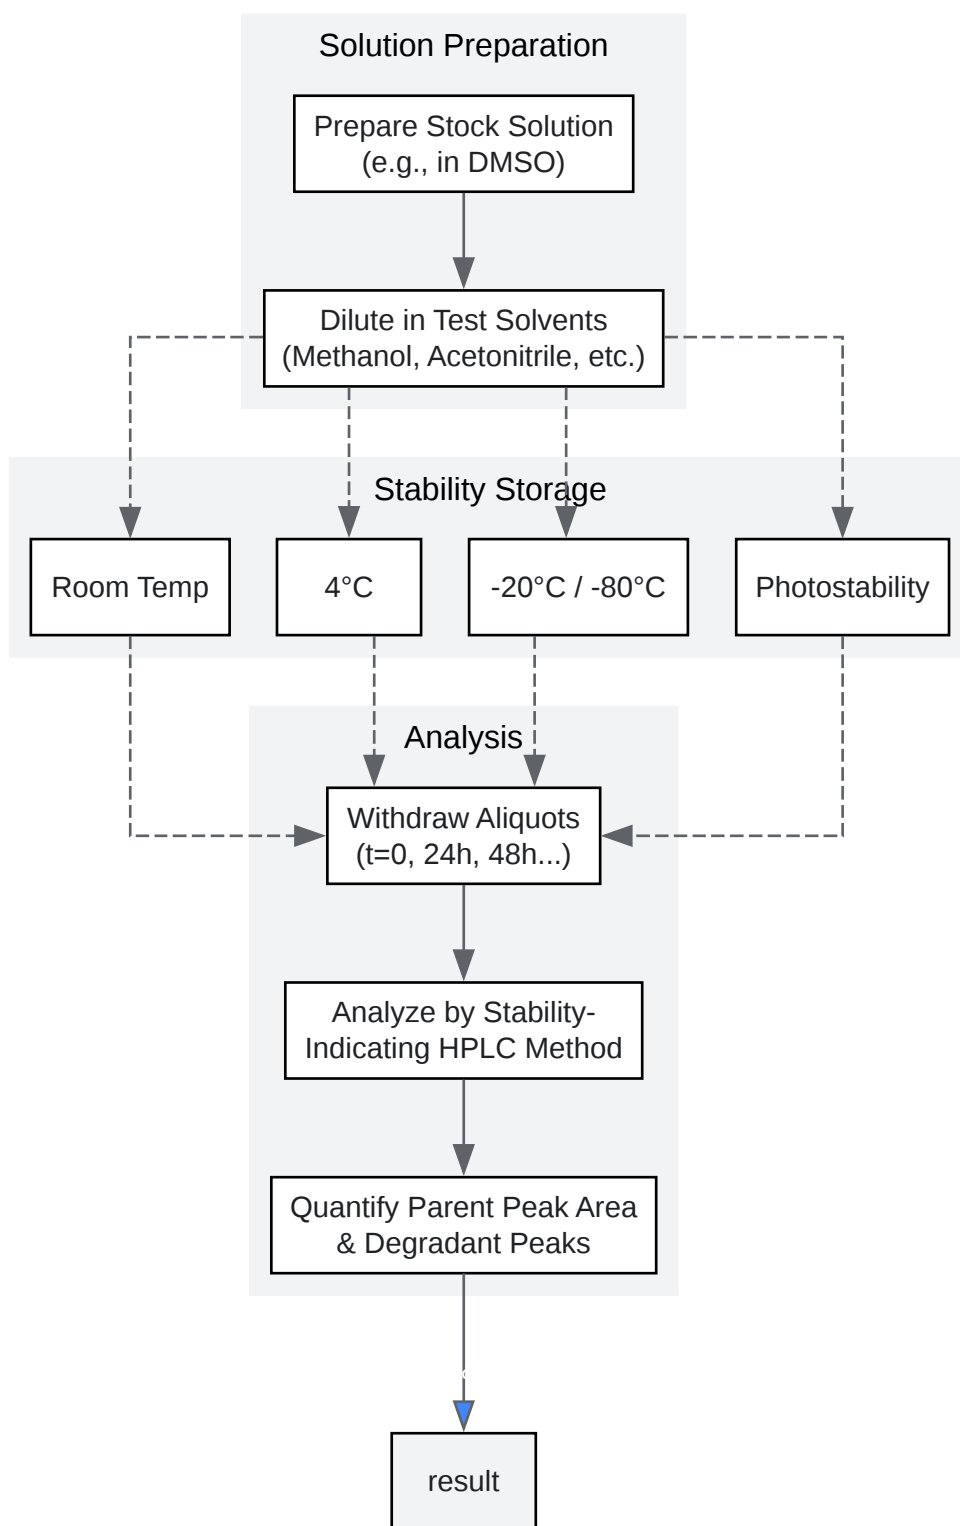 Solution Preparation
Prepare Stock Solution
(e.g., in DMSO)
Dilute in Test Solvents
(Methanol, Acetonitrile, etc.)
Stability Storage
Room Temp
4°C
-20°C / -80°C
Photostability
Analysis
Withdraw Aliquots
(t=0, 24h, 48h...)
Analyze by Stability-
Indicating HPLC Method
Quantify Parent Peak Area
& Degradant Peaks
result